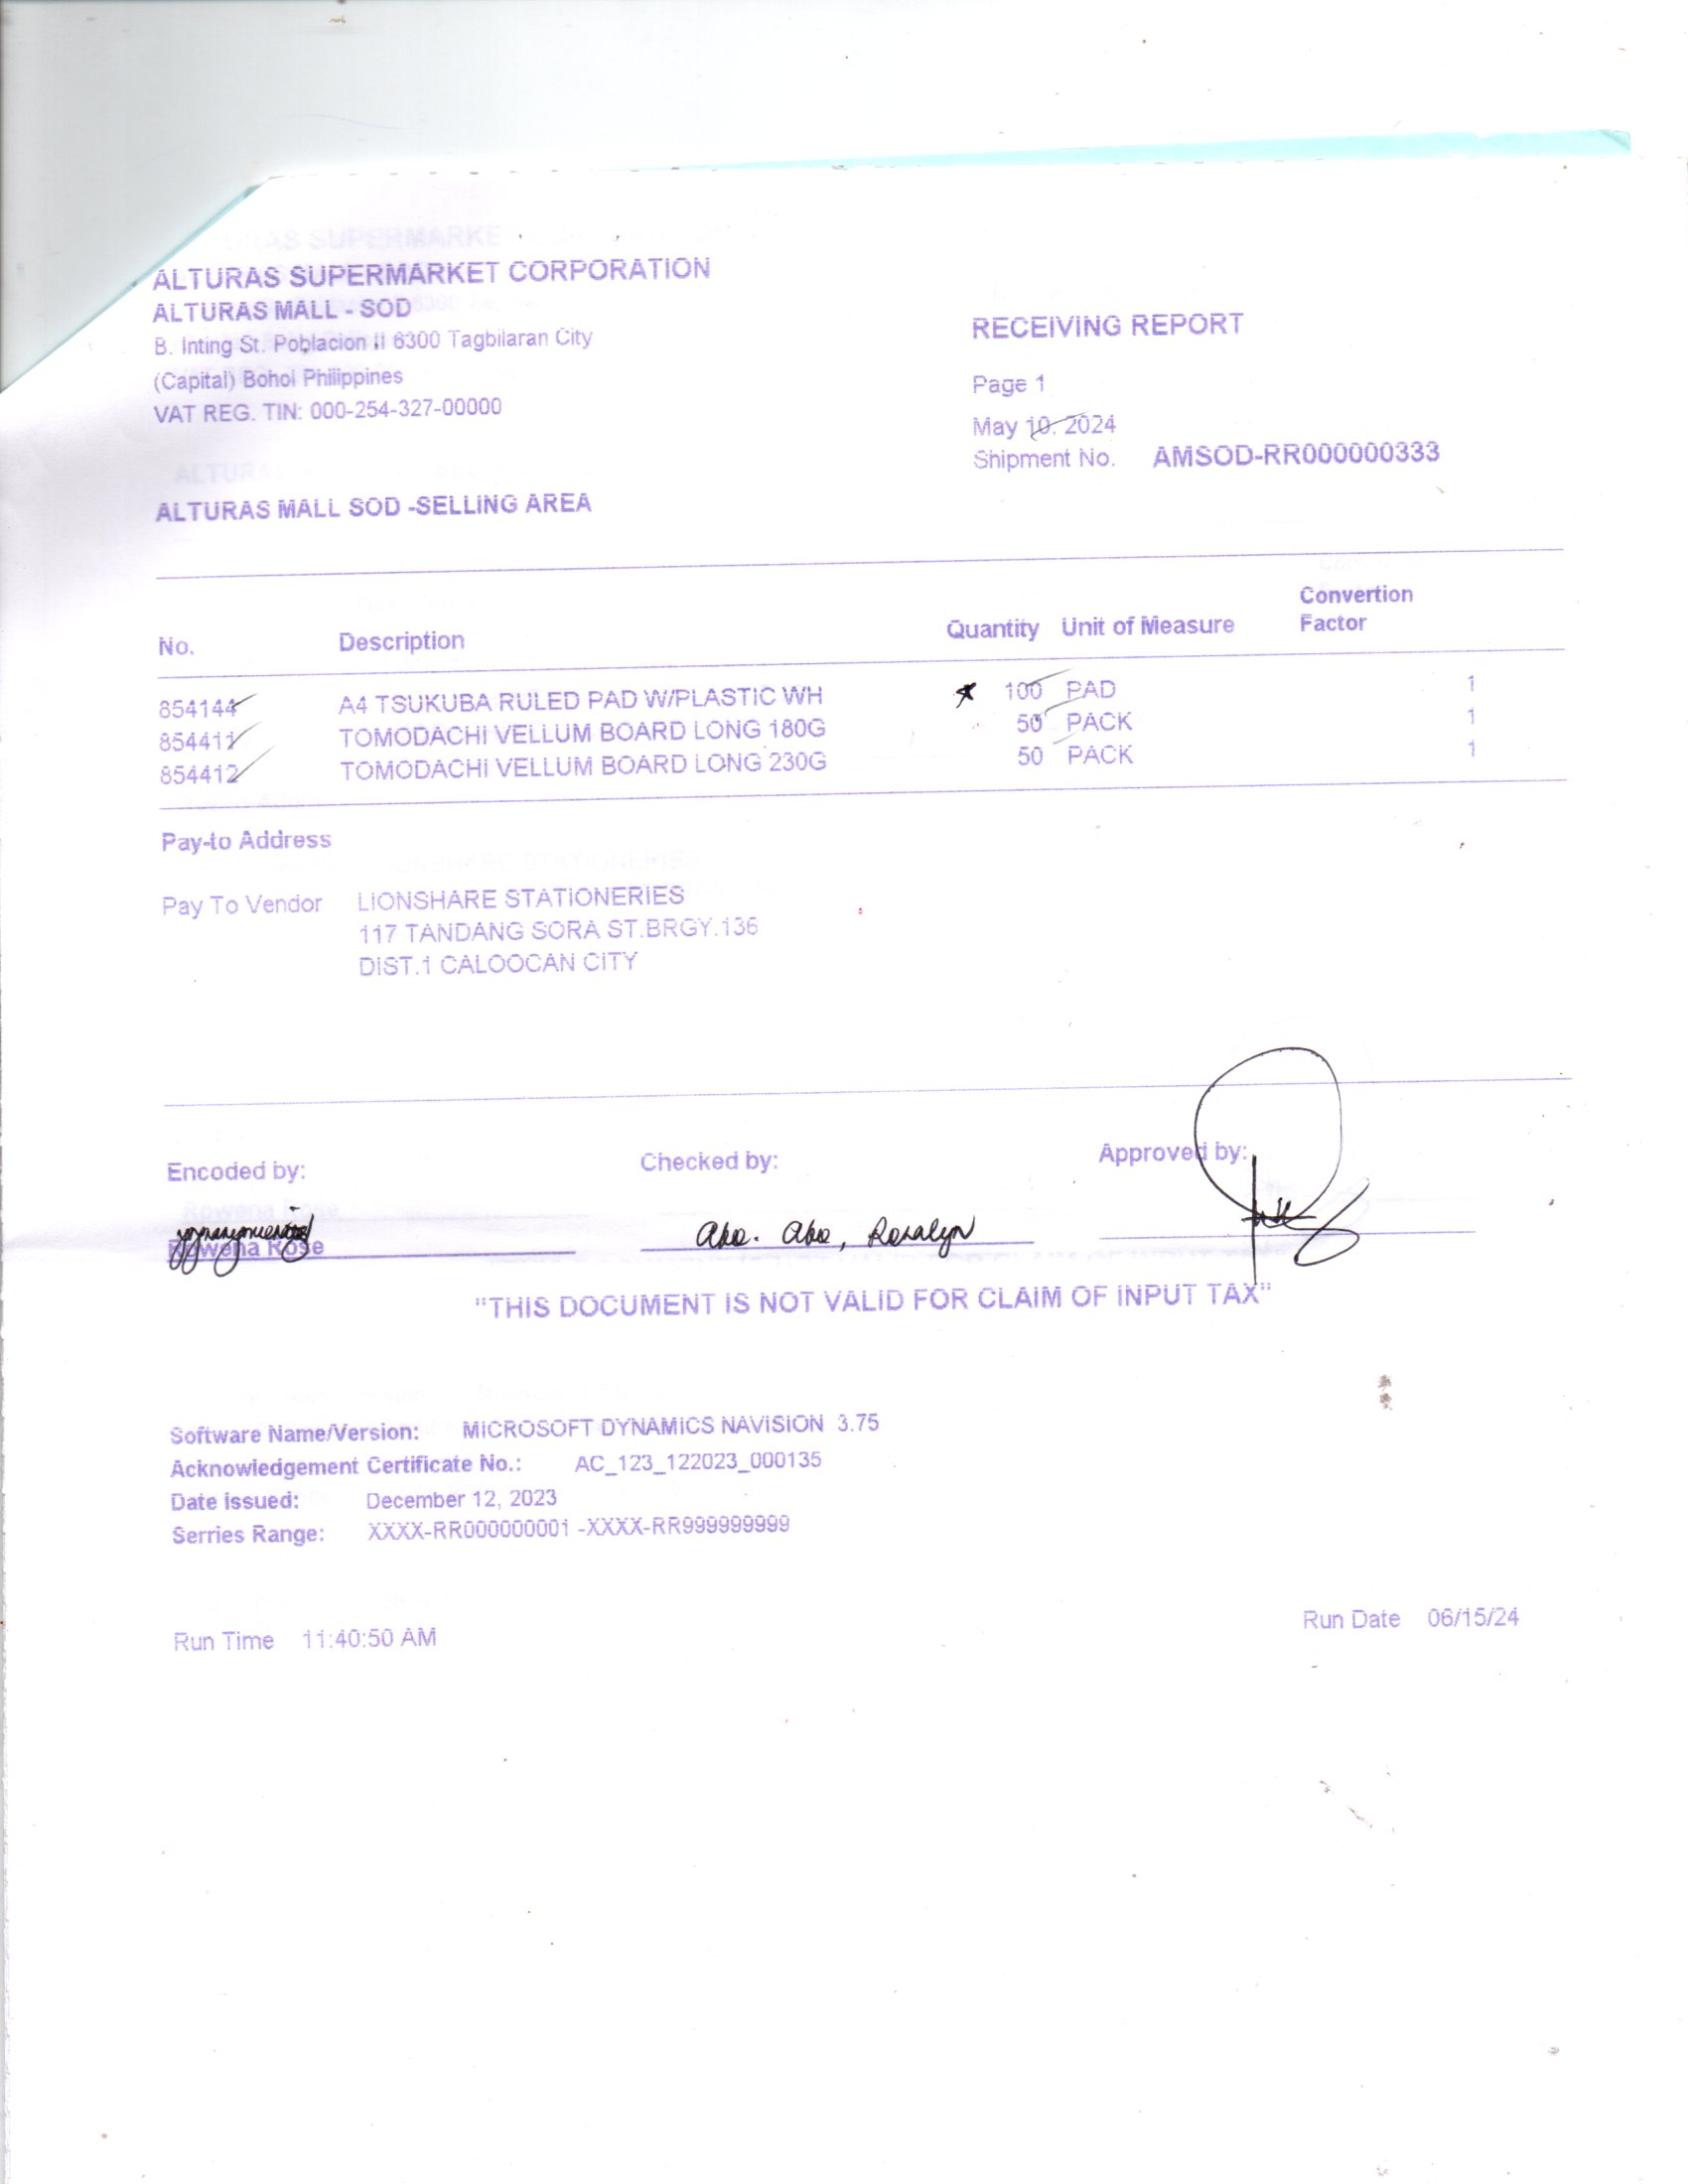 ALTURAS SUPERMARKET CORPORATION
ALTURAS MALL - SOD
B. Inting St. Poblacion II 6300 Tagbilaran City
(Capital) Bohol Philippines
VAT REG. TIN: 000-254-327-00000
RECEIVING REPORT
Page 1
May 10, 2024
Shipment No. AMSOD-RR000000333
ALTURAS MALL SOD -SELLING AREA
No. Description Quantity Unit of Measure Convertion Factor
854144 A4 TSUKUBA RULED PAD W/PLASTIC WH 100 PAD 1
854411 TOMODACHI VELLUM BOARD LONG 180G 50 PACK 1
854412 TOMODACHI VELLUM BOARD LONG 230G 50 PACK 1
Pay-to Address
Pay To Vendor LIONSHARE STATIONERIES
117 TANDANG SORA ST.BRGY.136
DIST.1 CALOOCAN CITY
Encoded by: Checked by: Approved by:
Rowena Rose Rosalyn
"THIS DOCUMENT IS NOT VALID FOR CLAIM OF INPUT TAX"
Software Name/Version: MICROSOFT DYNAMICS NAVISION 3.75
Acknowledgement Certificate No.: AC_123_122023_000135
Date issued: December 12, 2023
Serries Range: XXXX-RR000000001 -XXXX-RR999999999
Run Time 11:40:50 AM
Run Date 06/15/24